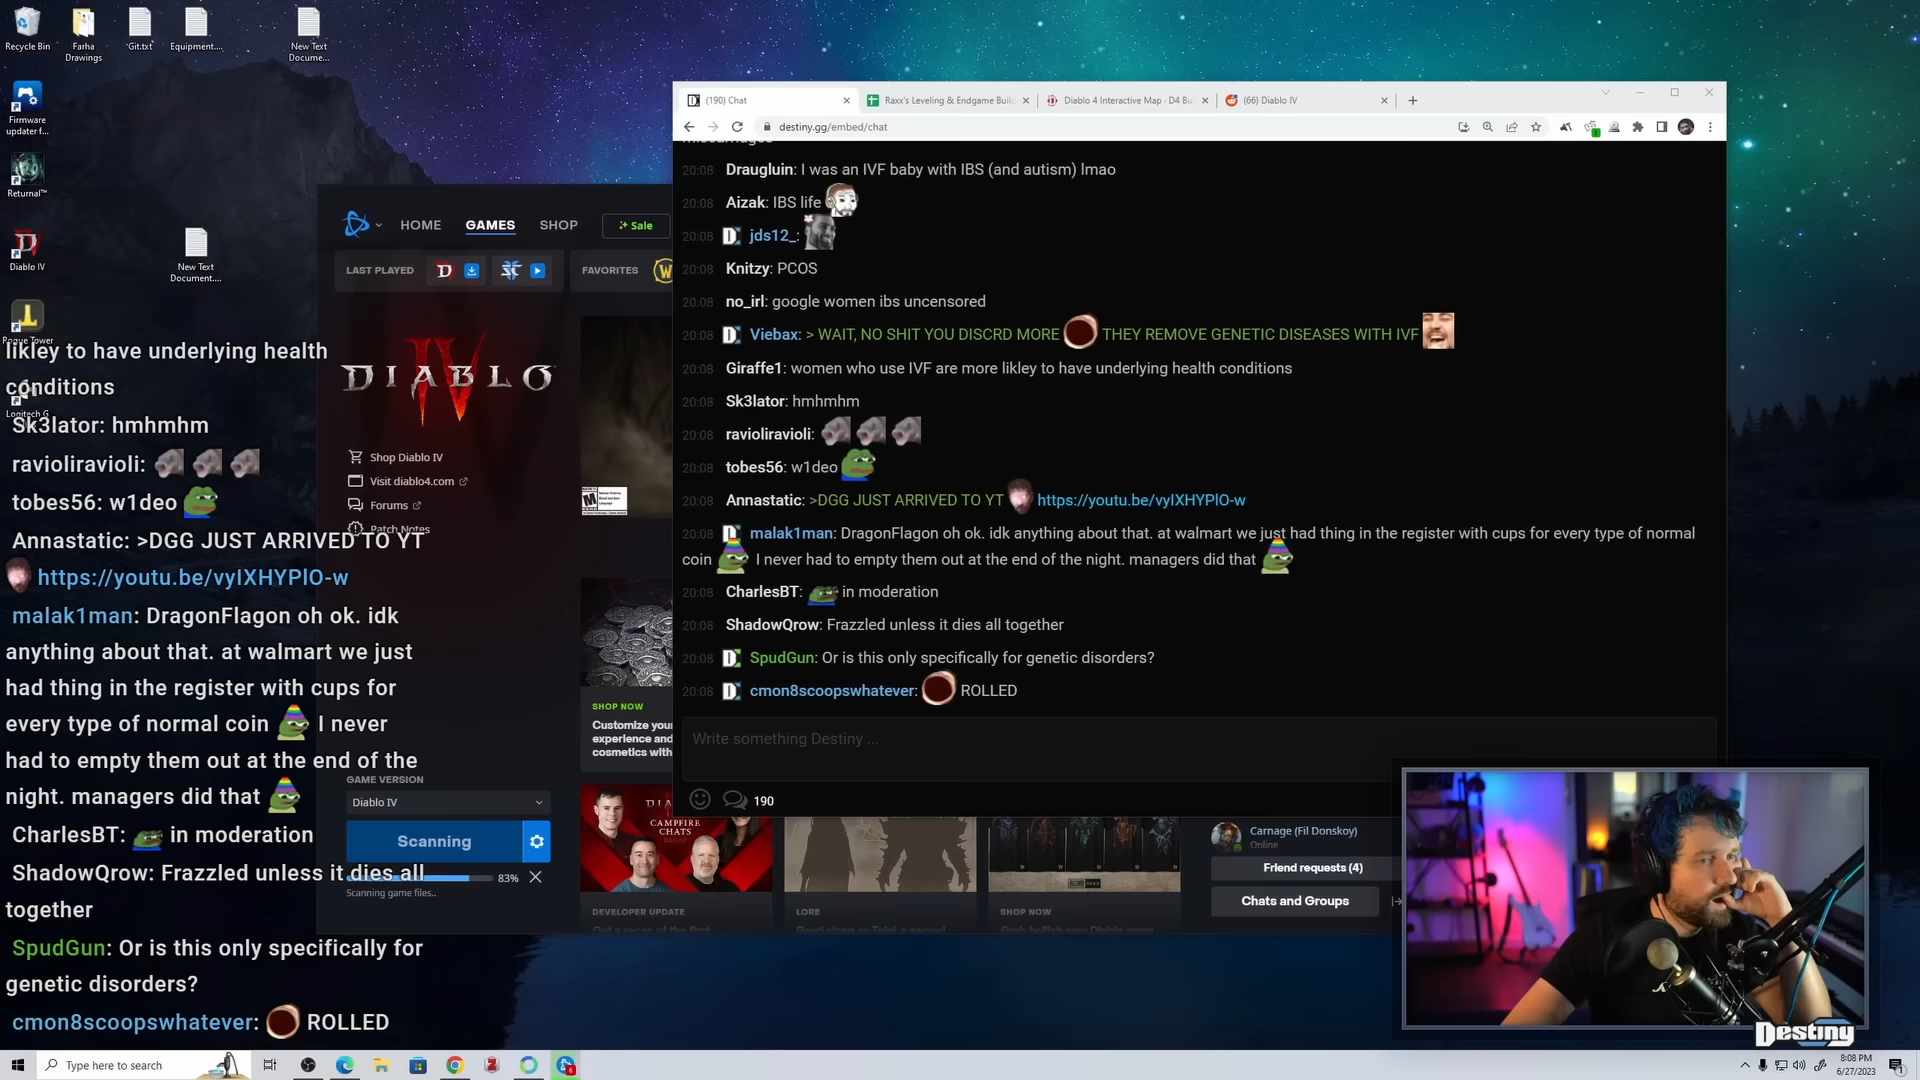 Recycle Bin
Farha Drawings
'Git.txt
Equipment....
New Text Docume...
Firmware updater f...
Returnal™
Diablo IV
New Text Document....
Rogue Tower
Logitech G
likley to have underlying health
conditions
Sk3lator: hmhmhm
ravioliravioli:
tobes56: w1deo
Annastatic: >DGG JUST ARRIVED TO YT
https://youtu.be/vyIXHYPlO-w
malak1man: DragonFlagon oh ok. idk
anything about that. at walmart we just
had thing in the register with cups for
every type of normal coin I never
had to empty them out at the end of the
night. managers did that
CharlesBT: in moderation
ShadowQrow: Frazzled unless it dies all
together
SpudGun: Or is this only specifically for
genetic disorders?
cmon8scoopswhatever: ROLLED
HOME GAMES SHOP Sale
LAST PLAYED FAVORITES
DIABLO IV
Shop Diablo IV
Visit diablo4.com
Forums
Patch Notes
GAME VERSION
Diablo IV
Scanning
83%
Scanning game files..
SHOP NOW
Customize your
experience and
cosmetics with
CAMPFIRE CHATS
DEVELOPER UPDATE
LORE
SHOP NOW
Carnage (Fil Donskoy)
Online
Friend requests (4)
Chats and Groups
(190) Chat
Raxx's Leveling & Endgame Build
Diablo 4 Interactive Map - D4 Bu
(66) Diablo IV
destiny.gg/embed/chat
20:08 Draugluin: I was an IVF baby with IBS (and autism) lmao
20:08 Aizak: IBS life
20:08 jds12_:
20:08 Knitzy: PCOS
20:08 no_irl: google women ibs uncensored
20:08 Viebax: > WAIT, NO SHIT YOU DISCRD MORE THEY REMOVE GENETIC DISEASES WITH IVF
20:08 Giraffe1: women who use IVF are more likley to have underlying health conditions
20:08 Sk3lator: hmhmhm
20:08 ravioliravioli:
20:08 tobes56: w1deo
20:08 Annastatic: >DGG JUST ARRIVED TO YT https://youtu.be/vyIXHYPlO-w
20:08 malak1man: DragonFlagon oh ok. idk anything about that. at walmart we just had thing in the register with cups for every type of normal
coin I never had to empty them out at the end of the night. managers did that
20:08 CharlesBT: in moderation
20:08 ShadowQrow: Frazzled unless it dies all together
20:08 SpudGun: Or is this only specifically for genetic disorders?
20:08 cmon8scoopswhatever: ROLLED
Write something Destiny ...
190
Destiny
Type here to search
8:08 PM
6/27/2023